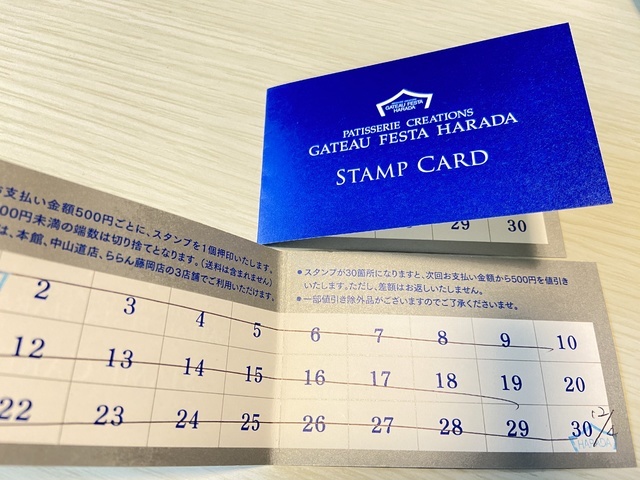 GATEAU FESTA
HARADA
PATISSERIE CREATIONS
GATEAU FESTA HARADA
STAMP CARD
29 30
支払い金額500円ごとに、スタンプを1個押印いたします。
00円未満の端数は切り捨てとなります。(送料は含まれません)
は、本館、中山道店、ららん藤岡店の3店舗でご利用いただけます。
●スタンプが30箇所になりますと、次回お支払い金額から500円を値引き
いたします。ただし、差額はお返しいたしません。
●一部値引き除外品がございますのでご了承くださいませ。
2 3 4 5 6 7 8 9 10
12 13 14 15 16 17 18 19 20
22 23 24 25 26 27 28 29 30
12/4
HARADA